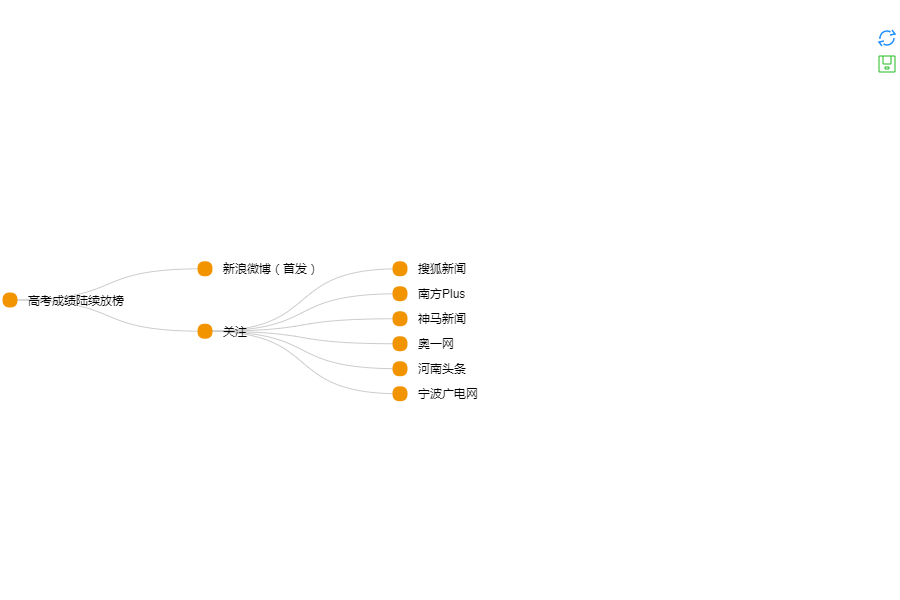 高考成绩陆续放榜
新浪微博（首发）
关注
搜狐新闻
南方Plus
神马新闻
奥一网
河南头条
宁波广电网